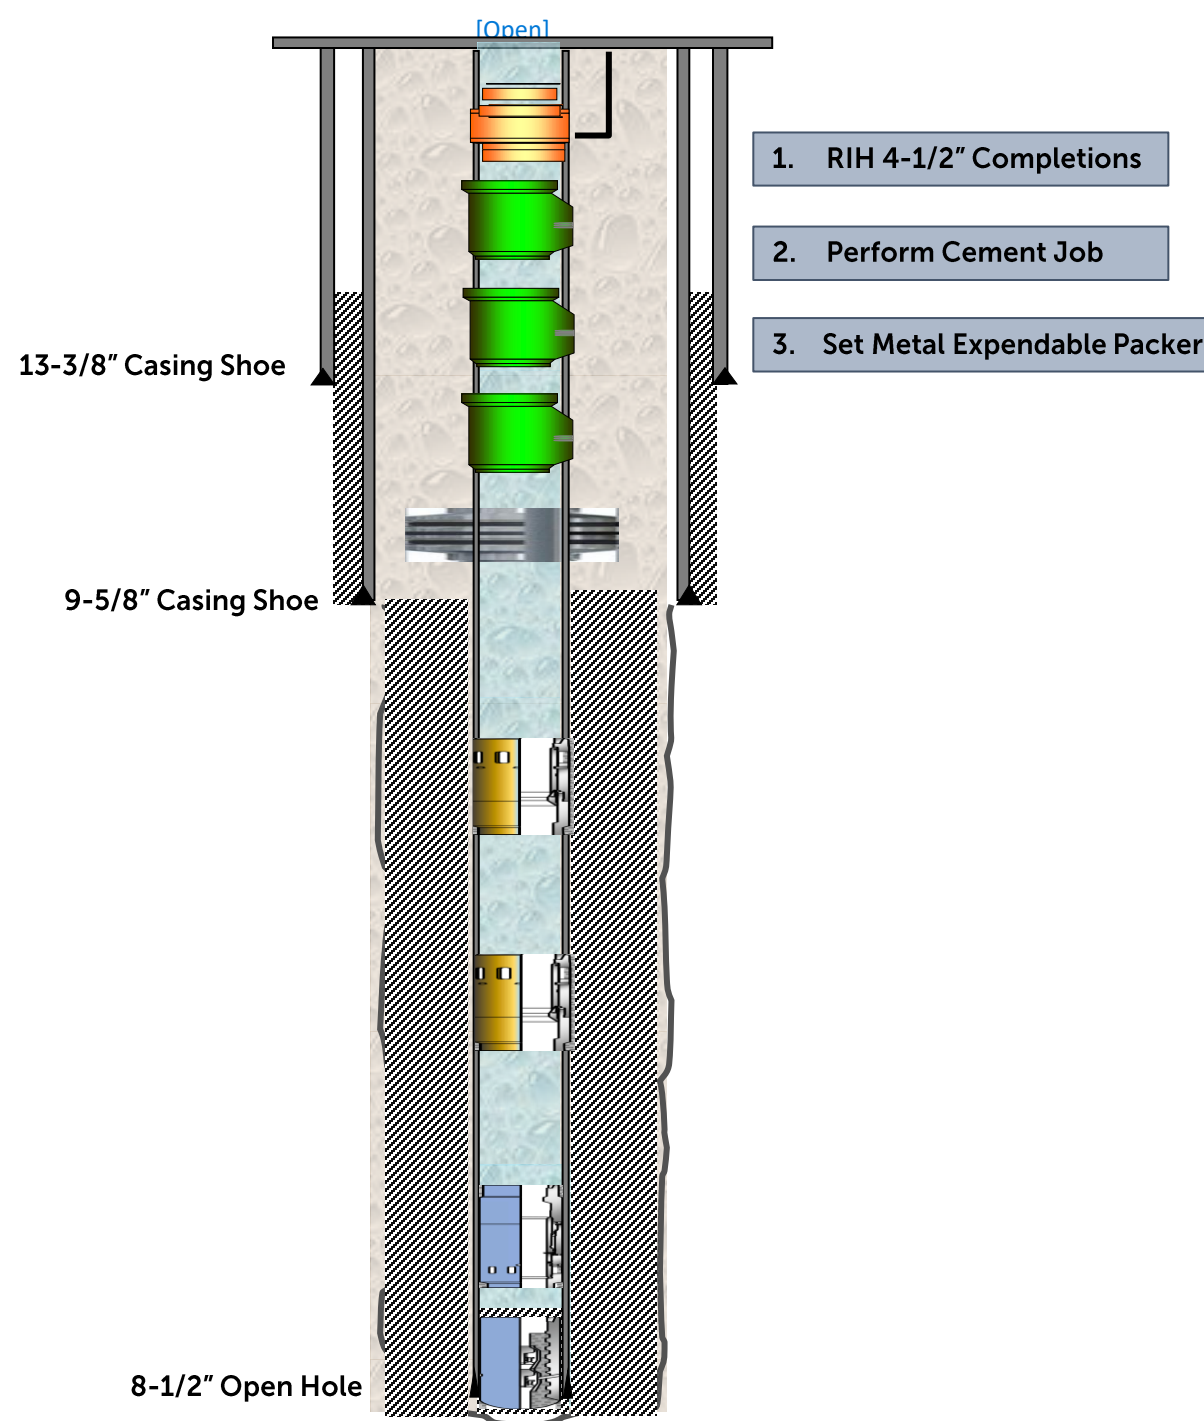 [Open]
1. RIH 4-1/2” Completions
2. Perform Cement Job
3. Set Metal Expendable Packer
13-3/8” Casing Shoe
9-5/8” Casing Shoe
8-1/2” Open Hole